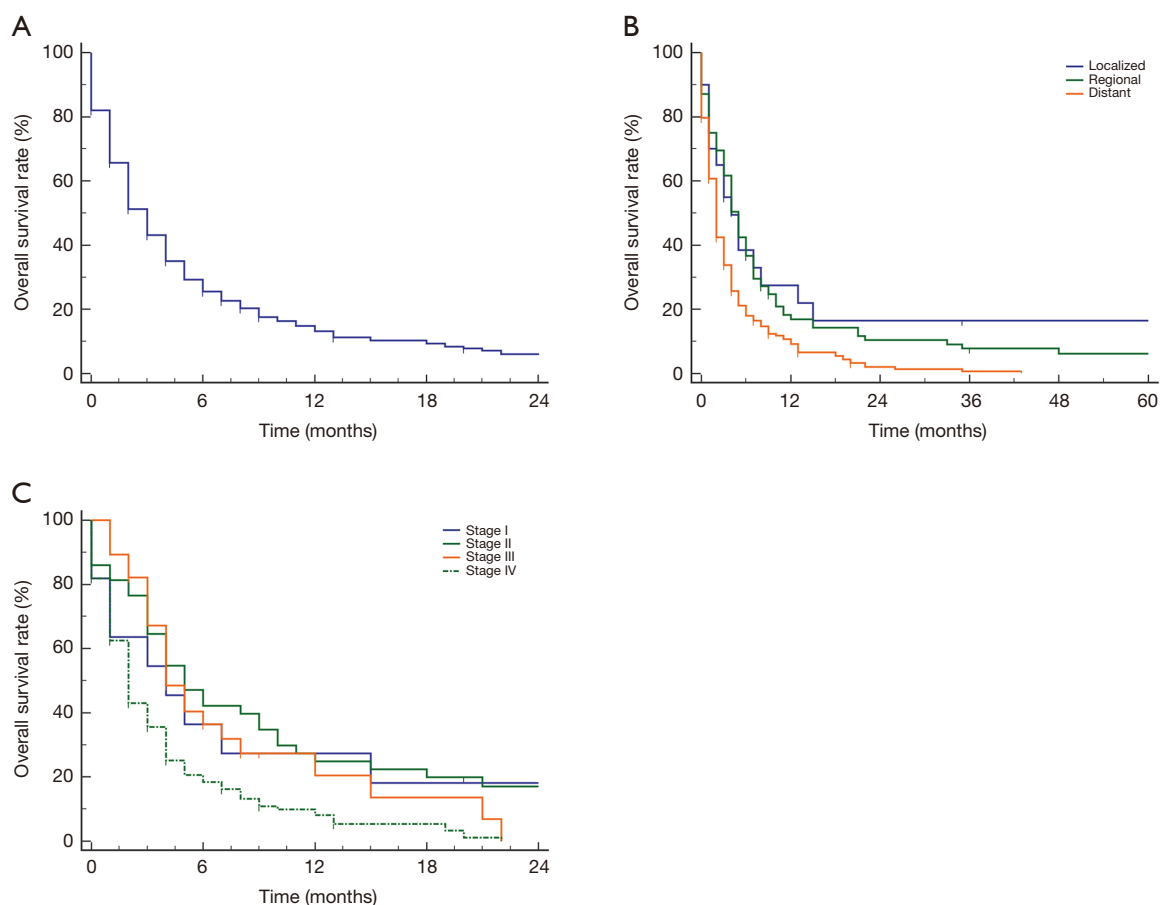 A
100
80
60
40
20
0
Overall survival rate (%)
0 6 12 18 24
Time (months)
B
100
80
60
40
20
0
Overall survival rate (%)
Localized
Regional
Distant
0 12 24 36 48 60
Time (months)
C
100
80
60
40
20
0
Overall survival rate (%)
Stage I
Stage II
Stage III
Stage IV
0 6 12 18 24
Time (months)